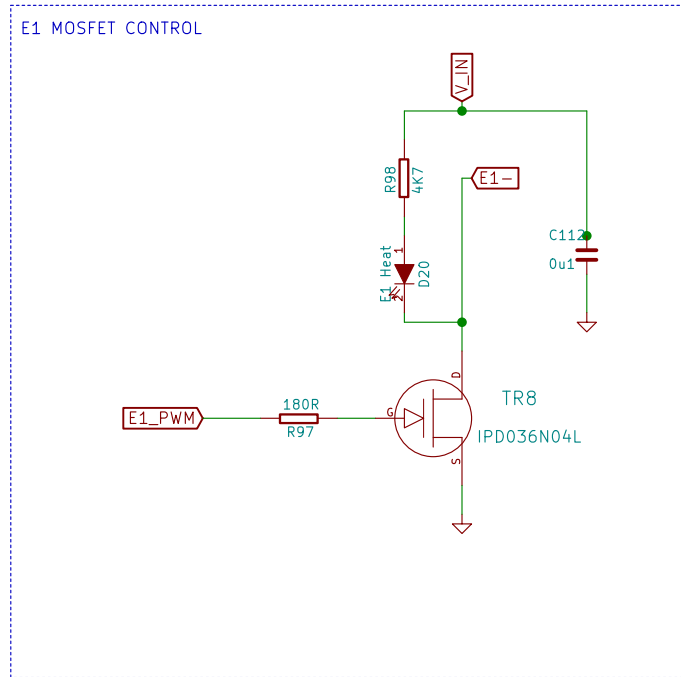 E1 MOSFET CONTROL
V_IN
R98
4K7
E1-
1
E1 Heat
D20
2
C112
0u1
D
180R
E1_PWM
G
R97
TR8
IPD036N04L
S